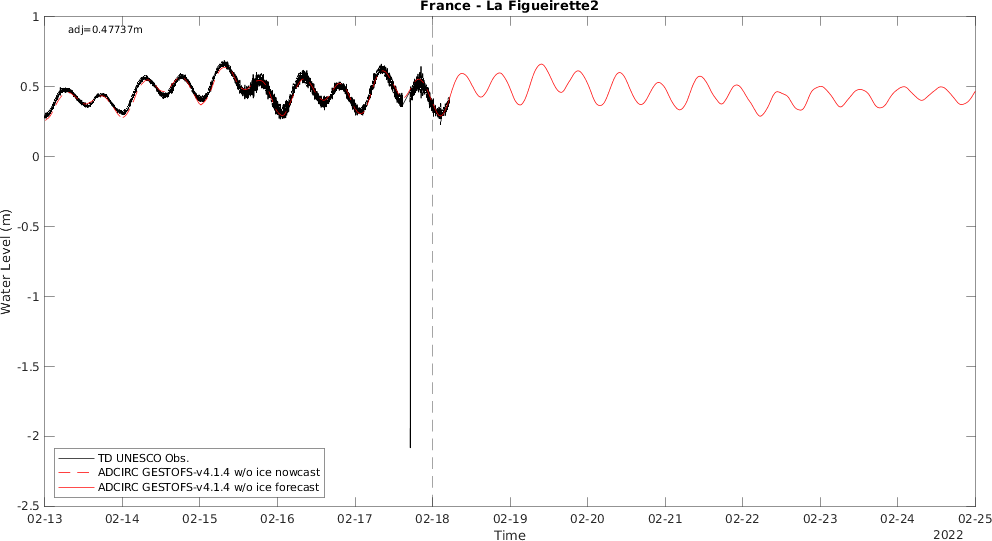 France - La Figueirette2
adj=0.47737m
1
0.5
0
-0.5
-1
-1.5
-2
-2.5
Water Level (m)
TD UNESCO Obs.
ADCIRC GESTOFS-v4.1.4 w/o ice nowcast
ADCIRC GESTOFS-v4.1.4 w/o ice forecast
02-13 02-14 02-15 02-16 02-17 02-18 02-19 02-20 02-21 02-22 02-23 02-24 02-25
Time
2022